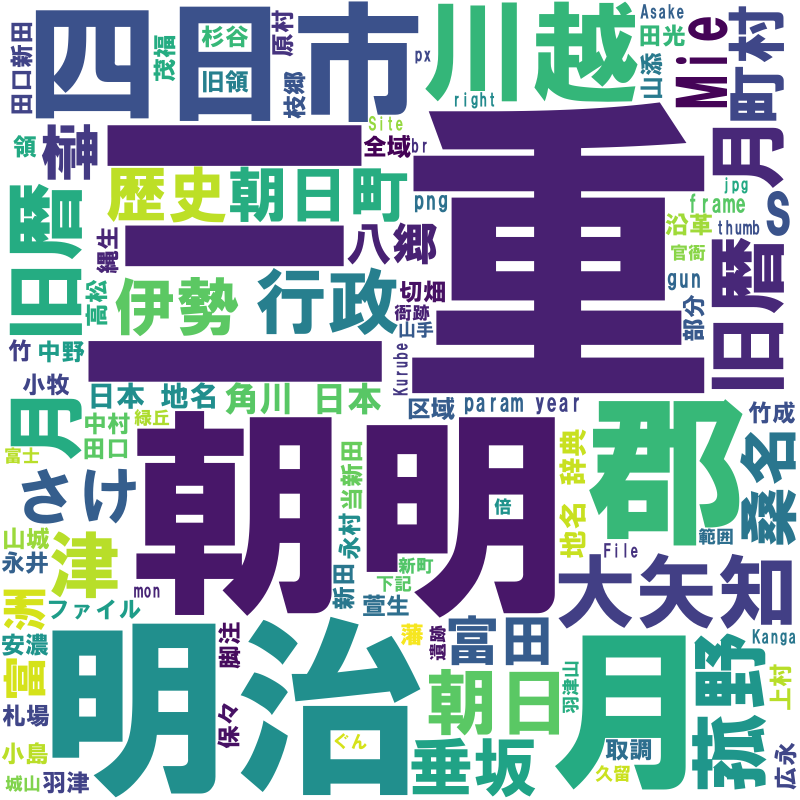 四日市
川越
Mie
町村
Asake
田光
山添
杉谷
旧領
茂福
原村
枝郷
田口新田
px
right
三重
領
Site
全域
br
月
jpg
png
frame
thumb
S
沿革
官衙
歴史
朝日町
八郷
縄生
旧暦
旧暦
伊勢
行政
切畑
衙跡
山手
gun
部分
高松
竹
中野
小牧
Kurube
日本 地名
角川 日本
区域
param year
竹成
月
中村
田口
緑丘
富士
朝明
郡
桑名
辞典
地名
範囲
さけ
当新田
倍
山城
永井
津
新田
永村
新町
下記
萱生
File
大矢知
mon
ファイル
洲
安濃
脚注
藩
遺跡
富田
Kanga
菰野
富
札場
明治
月
朝日
羽津山
上村
保々
ぐん
小島
垂坂
取調
久留
広永
城山
羽津